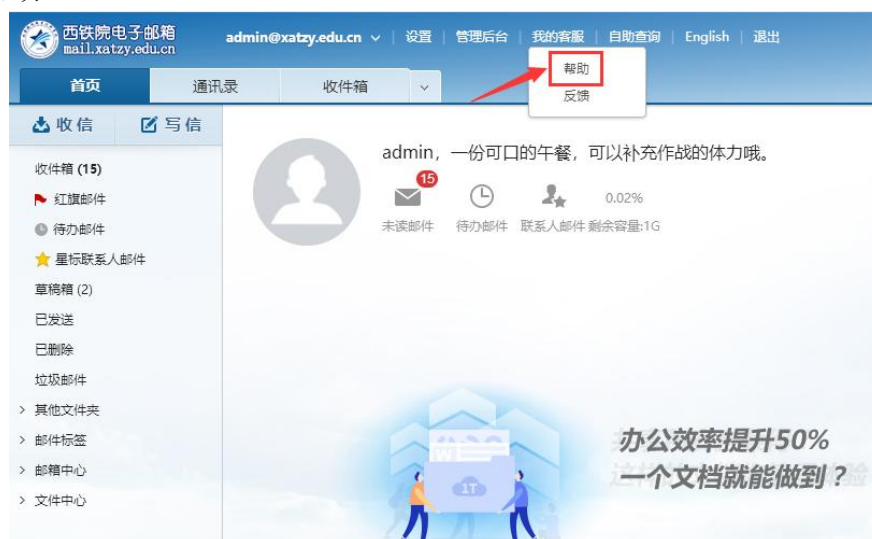 西铁院电子邮箱
mail.xatzy.edu.cn
admin@xatzy.edu.cn 设置 管理后台 我的客服 自助查询 English 退出
帮助
反馈
首页 通讯录 收件箱
收信 写信
收件箱 (15)
红旗邮件
待办邮件
星标联系人邮件
草稿箱 (2)
已发送
已删除
垃圾邮件
其他文件夹
邮件标签
邮箱中心
文件中心
admin，一份可口的午餐，可以补充作战的体力哦。
15
0.02%
未读邮件 待办邮件 联系人邮件 剩余容量:1G
W
1T
办公效率提升50%
一个文档就能做到？